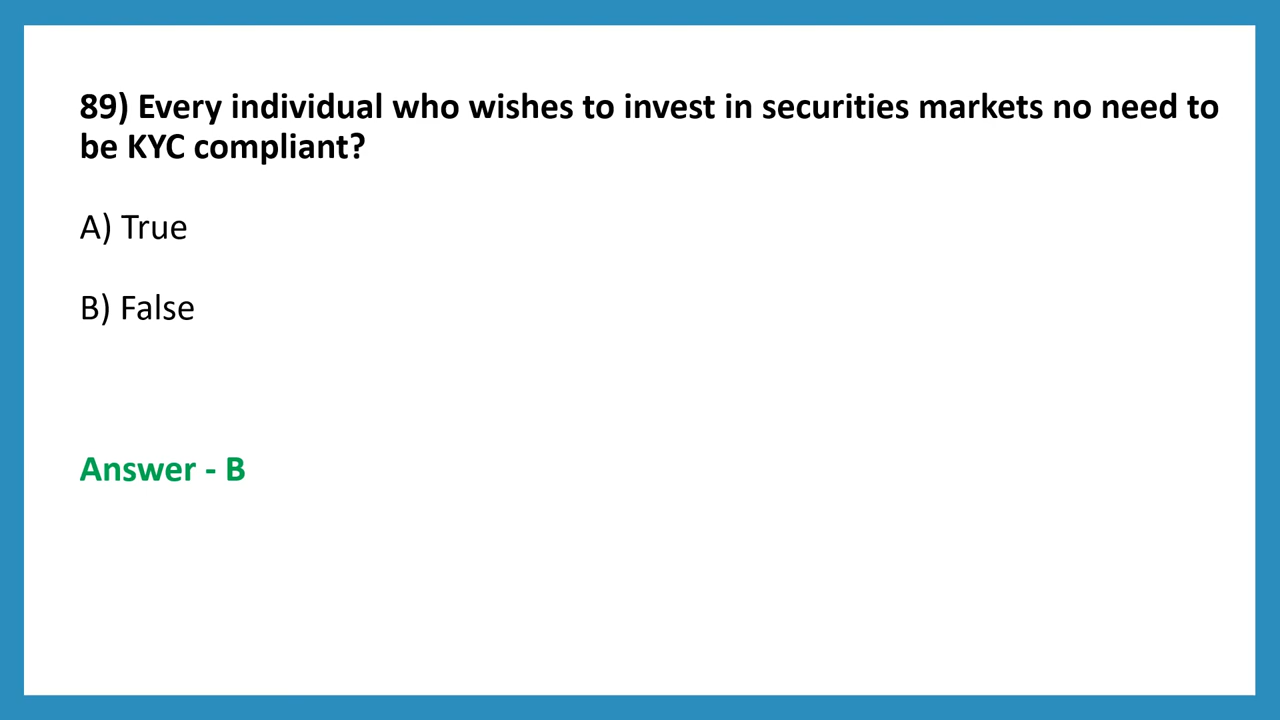 89) Every individual who wishes to invest in securities markets no need to
be KYC compliant?
A) True
B) False
Answer - B